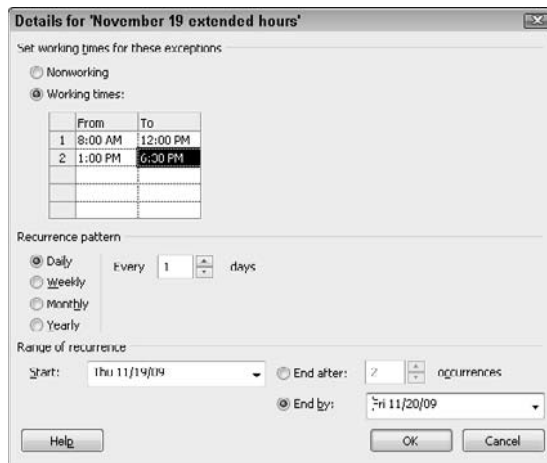 Details for 'November 19 extended hours'
Set working times for these exceptions
Nonworking
Working times:
From To
1 8:00 AM 12:00 PM
2 1:00 PM 6:00 PM
Recurrence pattern
Daily Every 1 days
Weekly
Monthly
Yearly
Range of recurrence
Start: Thu 11/19/09 End after: 2 occurrences
End by: Fri 11/20/09
Help OK Cancel